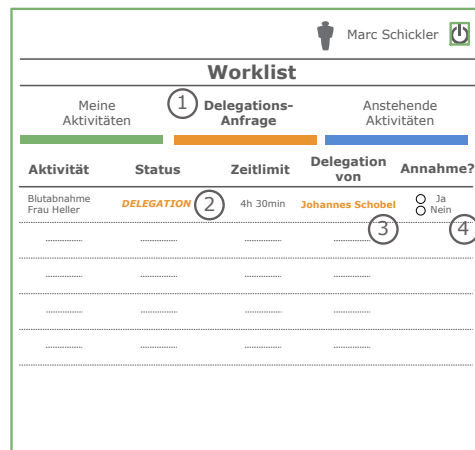 Marc Schickler
Worklist
Meine
Aktivitäten
1
Delegations-
Anfrage
Anstehende
Aktivitäten
Aktivität Status Zeitlimit Delegation von Annahme?
Blutabnahme
Frau Heller
DELEGATION
2
4h 30min
Johannes Schobel
Ja
Nein
3
4